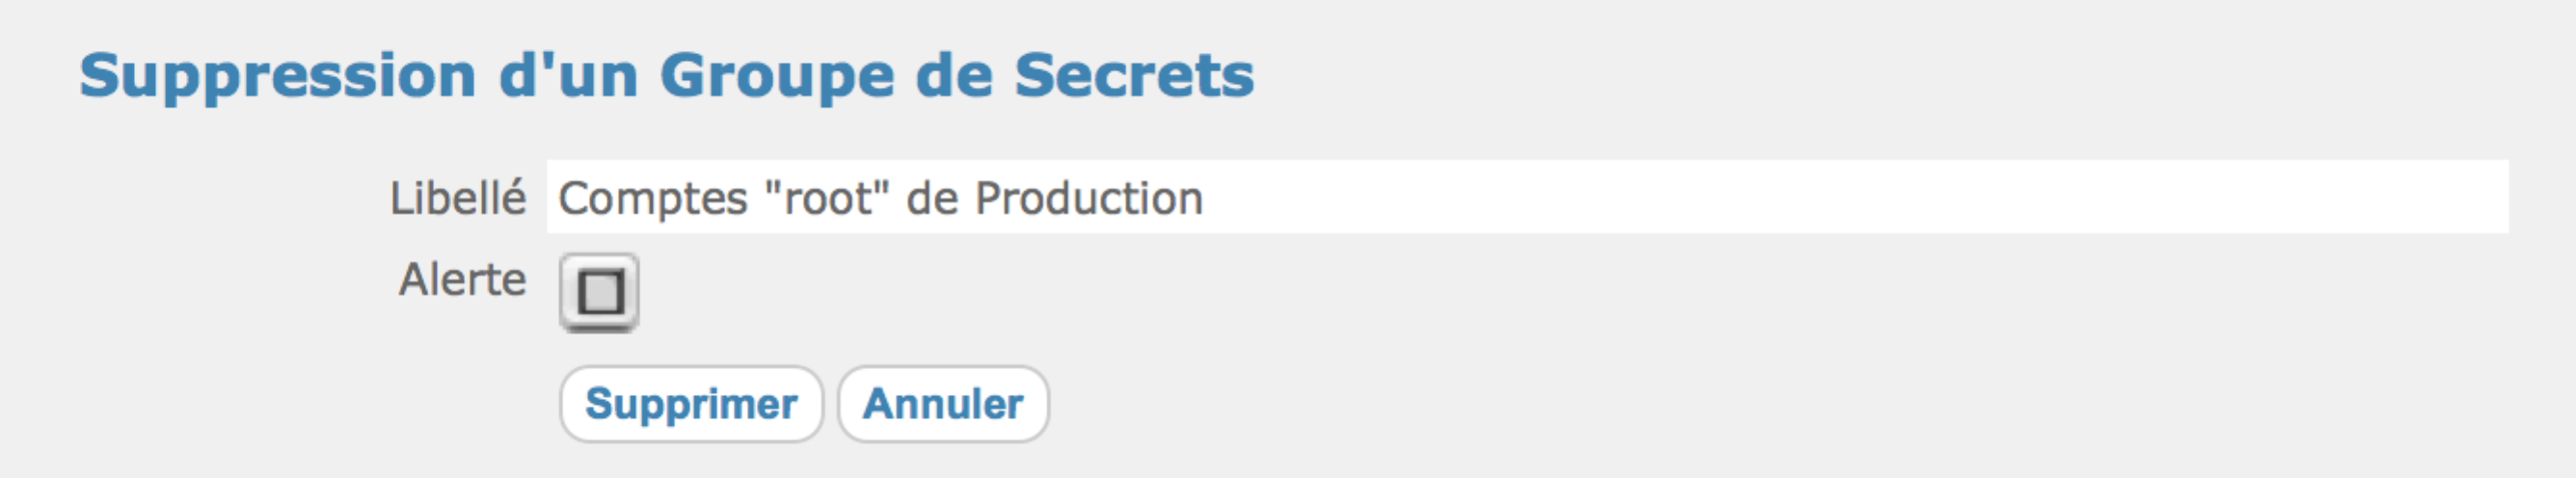 Suppression d'un Groupe de Secrets
Libellé Comptes "root" de Production
Alerte
Supprimer Annuler